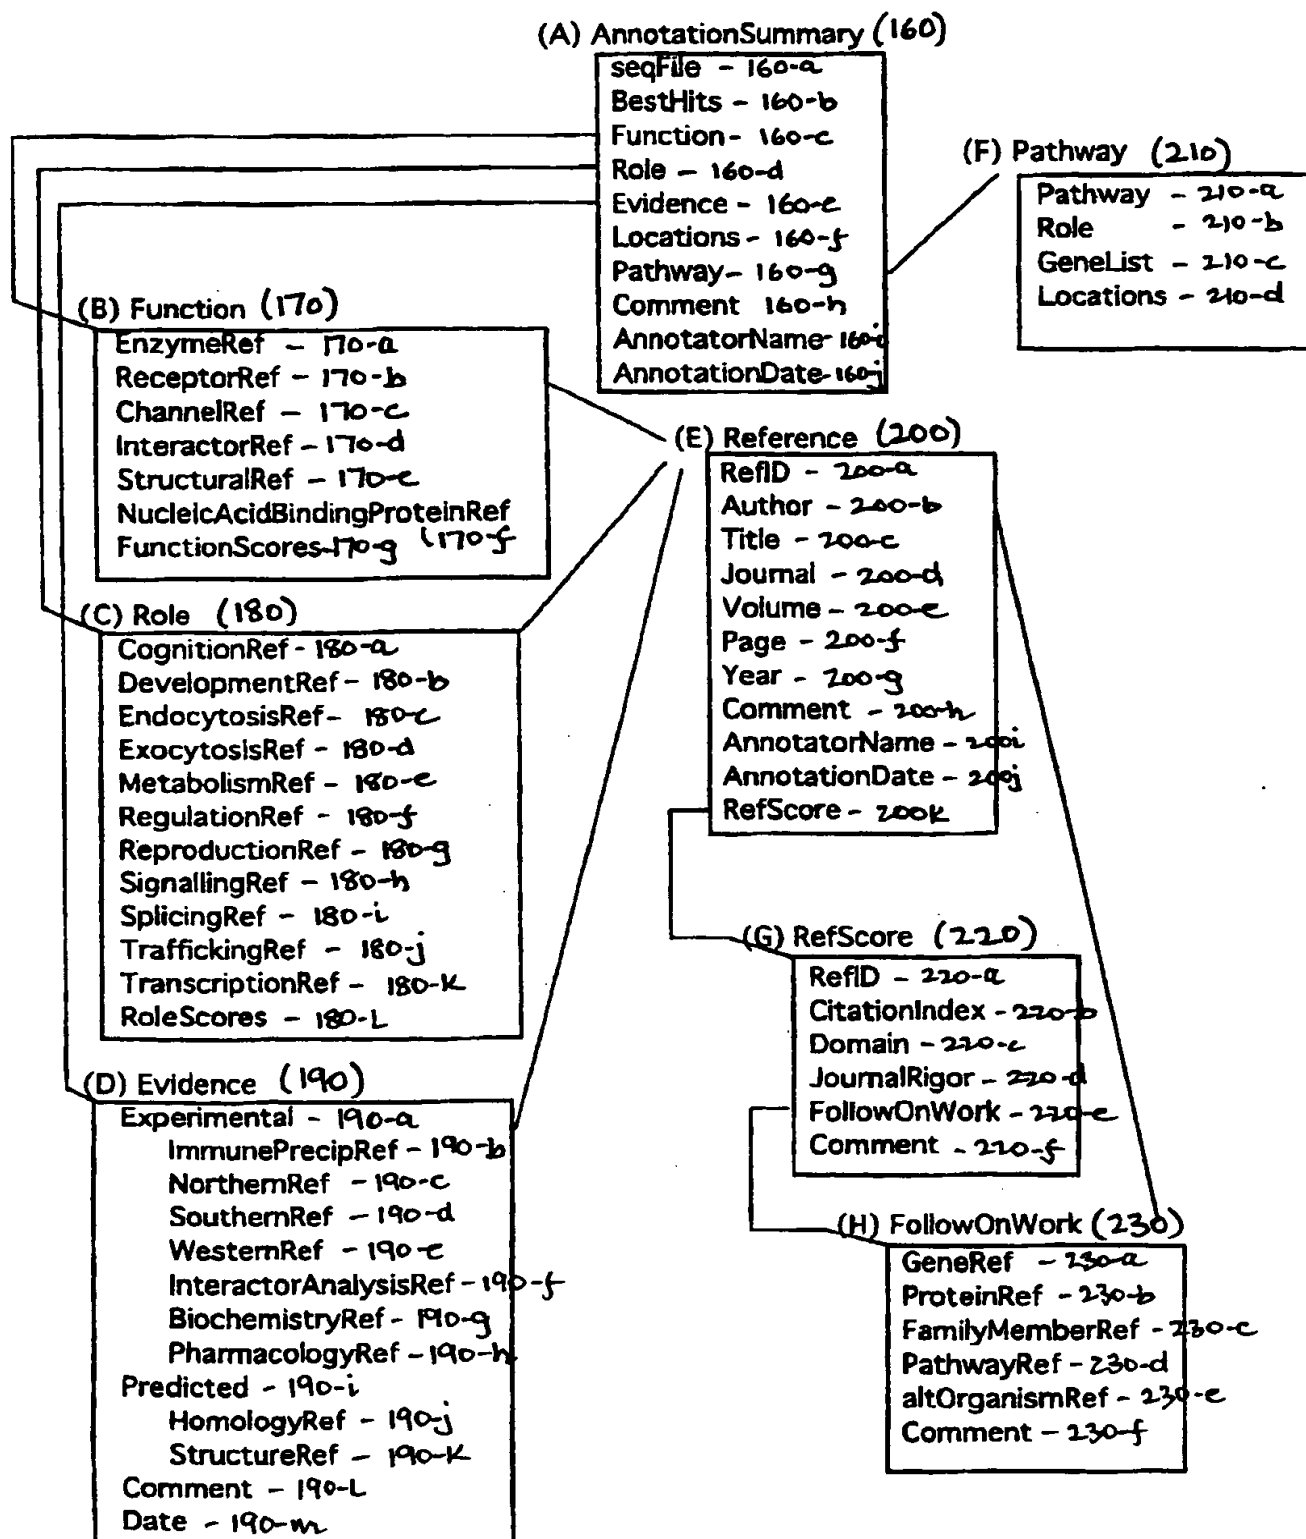 (A) AnnotationSummary (160)
seqFile - 160-a
BestHits - 160-b
Function - 160-c
Role - 160-d
Evidence - 160-e
Locations - 160-f
Pathway - 160-g
Comment 160-h
AnnotatorName - 160-i
AnnotationDate - 160-j
(F) Pathway (210)
Pathway - 210-a
Role - 210-b
GeneList - 210-c
Locations - 210-d
(B) Function (170)
EnzymeRef - 170-a
ReceptorRef - 170-b
ChannelRef - 170-c
InteractorRef - 170-d
StructuralRef - 170-e
NucleicAcidBindingProteinRef
FunctionScores - 170-g (170-f
(E) Reference (200)
RefID - 200-a
Author - 200-b
Title - 200-c
Journal - 200-d
Volume - 200-e
Page - 200-f
Year - 200-g
Comment - 200-h
AnnotatorName - 200i
AnnotationDate - 200j
RefScore - 200k
(C) Role (180)
CognitionRef - 180-a
DevelopmentRef - 180-b
EndocytosisRef - 180-c
ExocytosisRef - 180-d
MetabolismRef - 180-e
RegulationRef - 180-f
ReproductionRef - 180-g
SignallingRef - 180-h
SplicingRef - 180-i
TraffickingRef - 180-j
TranscriptionRef - 180-K
RoleScores - 180-L
(G) RefScore (220)
RefID - 220-a
CitationIndex - 220-b
Domain - 220-c
JournalRigor - 220-d
FollowOnWork - 220-e
Comment - 220-f
(D) Evidence (190)
Experimental - 190-a
ImmunePrecipRef - 190-b
NorthernRef - 190-c
SouthernRef - 190-d
WesternRef - 190-e
InteractorAnalysisRef - 190-f
BiochemistryRef - 190-g
PharmacologyRef - 190-h
Predicted - 190-i
HomologyRef - 190-j
StructureRef - 190-K
Comment - 190-L
Date - 190-m
(H) FollowOnWork (230)
GeneRef - 230-a
ProteinRef - 230-b
FamilyMemberRef - 230-c
PathwayRef - 230-d
altOrganismRef - 230-e
Comment - 230-f